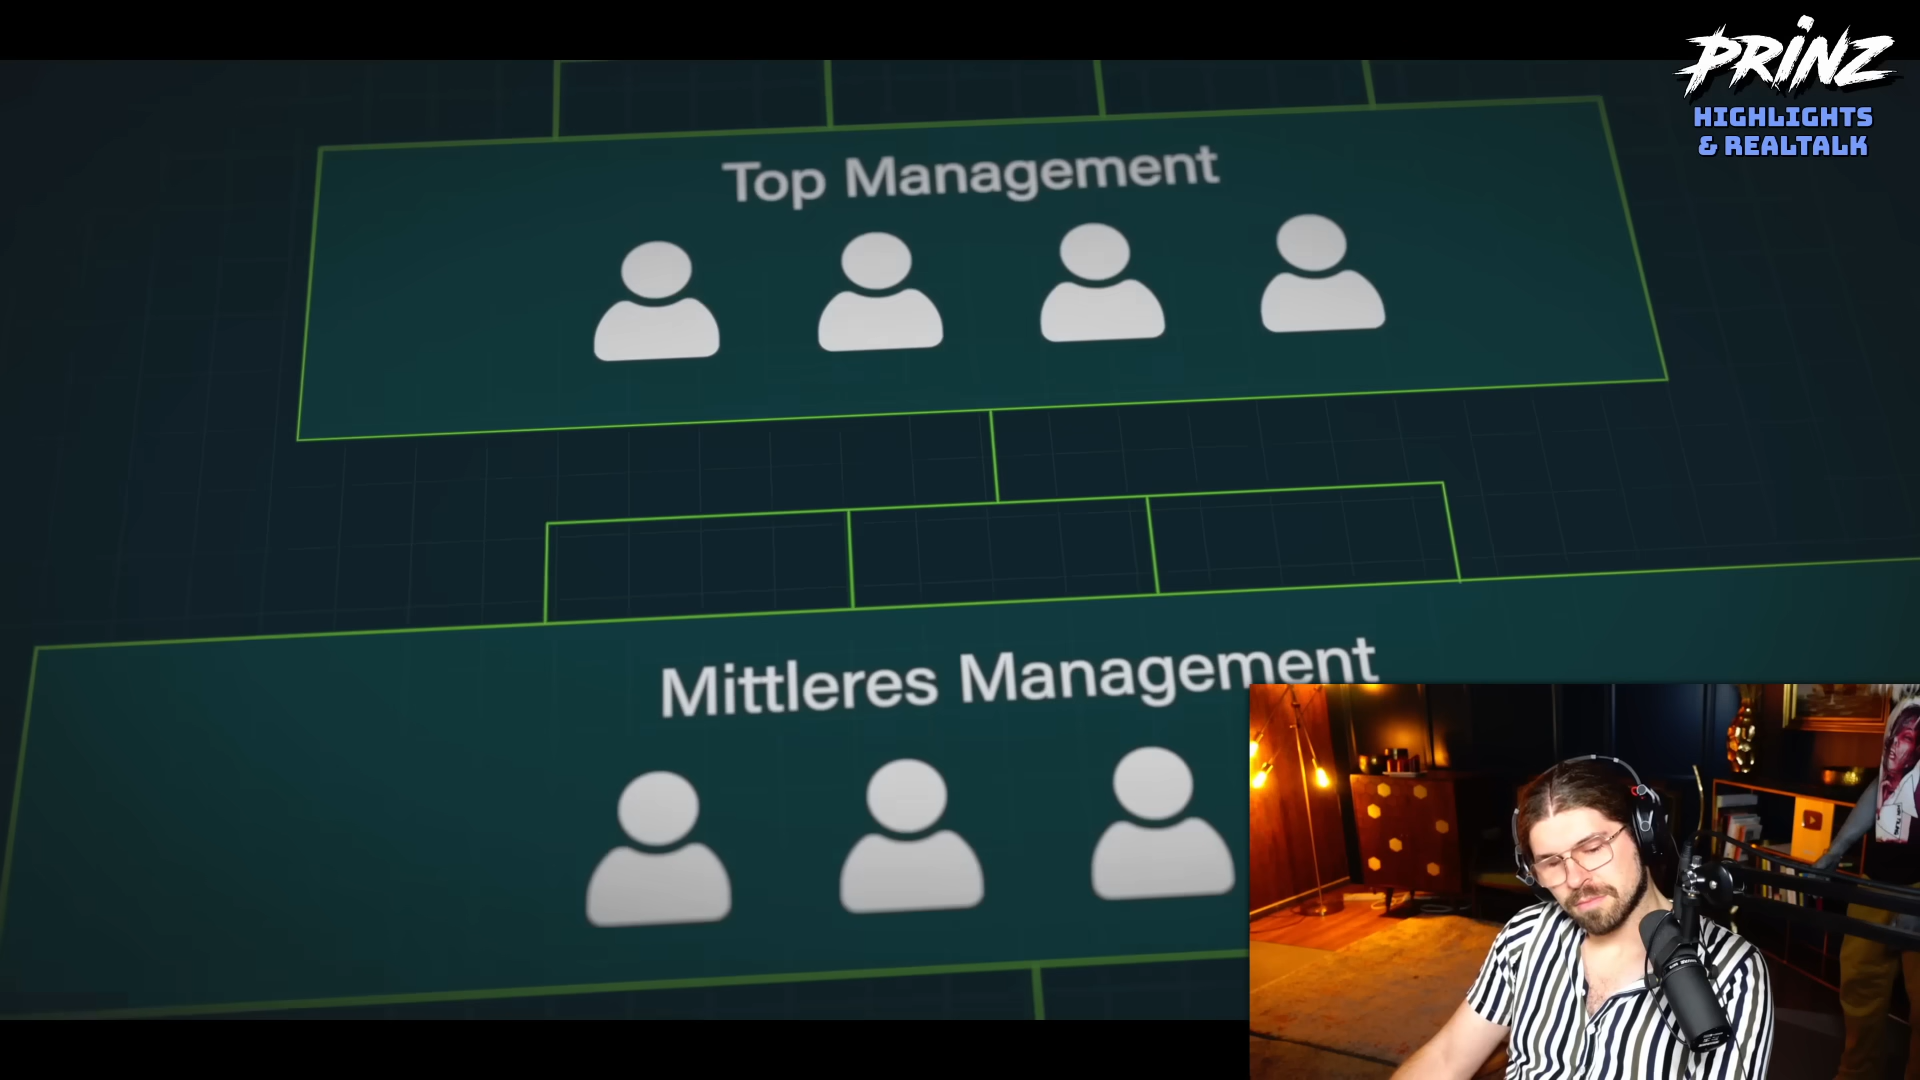 PRINZ
HIGHLIGHTS
& REALTALK
Top Management
Mittleres Management